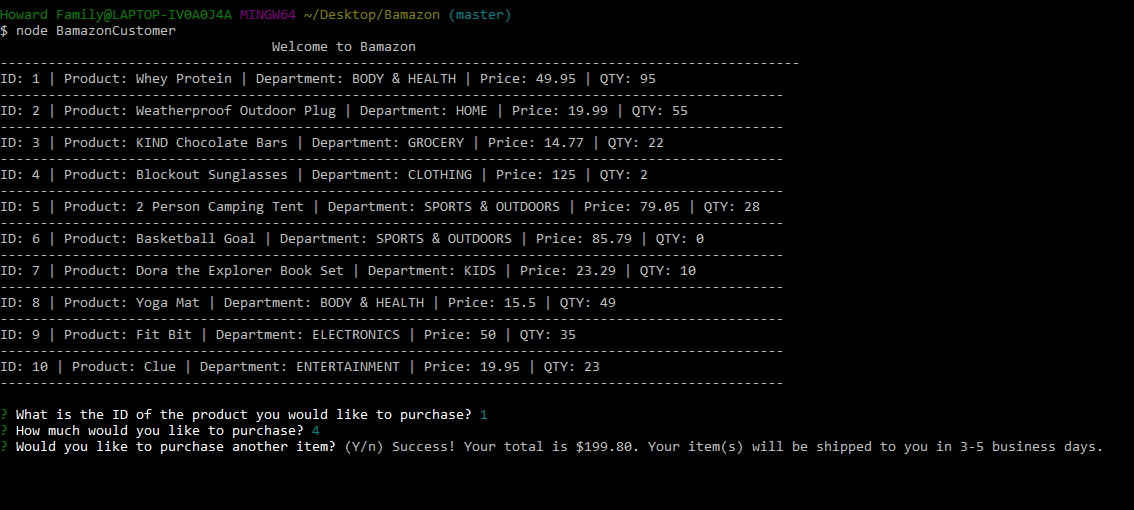 Howard Family@LAPTOP-IV0A0J4A MINGW64 ~/Desktop/Bamazon (master)
$ node BamazonCustomer
Welcome to Bamazon
----------------------------------------------------------------------------------------------------
ID: 1 | Product: Whey Protein | Department: BODY & HEALTH | Price: 49.95 | QTY: 95
--------------------------------------------------------------------------------------------------
ID: 2 | Product: Weatherproof Outdoor Plug | Department: HOME | Price: 19.99 | QTY: 55
--------------------------------------------------------------------------------------------------
ID: 3 | Product: KIND Chocolate Bars | Department: GROCERY | Price: 14.77 | QTY: 22
--------------------------------------------------------------------------------------------------
ID: 4 | Product: Blockout Sunglasses | Department: CLOTHING | Price: 125 | QTY: 2
--------------------------------------------------------------------------------------------------
ID: 5 | Product: 2 Person Camping Tent | Department: SPORTS & OUTDOORS | Price: 79.05 | QTY: 28
--------------------------------------------------------------------------------------------------
ID: 6 | Product: Basketball Goal | Department: SPORTS & OUTDOORS | Price: 85.79 | QTY: 0
--------------------------------------------------------------------------------------------------
ID: 7 | Product: Dora the Explorer Book Set | Department: KIDS | Price: 23.29 | QTY: 10
--------------------------------------------------------------------------------------------------
ID: 8 | Product: Yoga Mat | Department: BODY & HEALTH | Price: 15.5 | QTY: 49
--------------------------------------------------------------------------------------------------
ID: 9 | Product: Fit Bit | Department: ELECTRONICS | Price: 50 | QTY: 35
--------------------------------------------------------------------------------------------------
ID: 10 | Product: Clue | Department: ENTERTAINMENT | Price: 19.95 | QTY: 23
--------------------------------------------------------------------------------------------------
? What is the ID of the product you would like to purchase? 1
? How much would you like to purchase? 4
? Would you like to purchase another item? (Y/n) Success! Your total is $199.80. Your item(s) will be shipped to you in 3-5 business days.